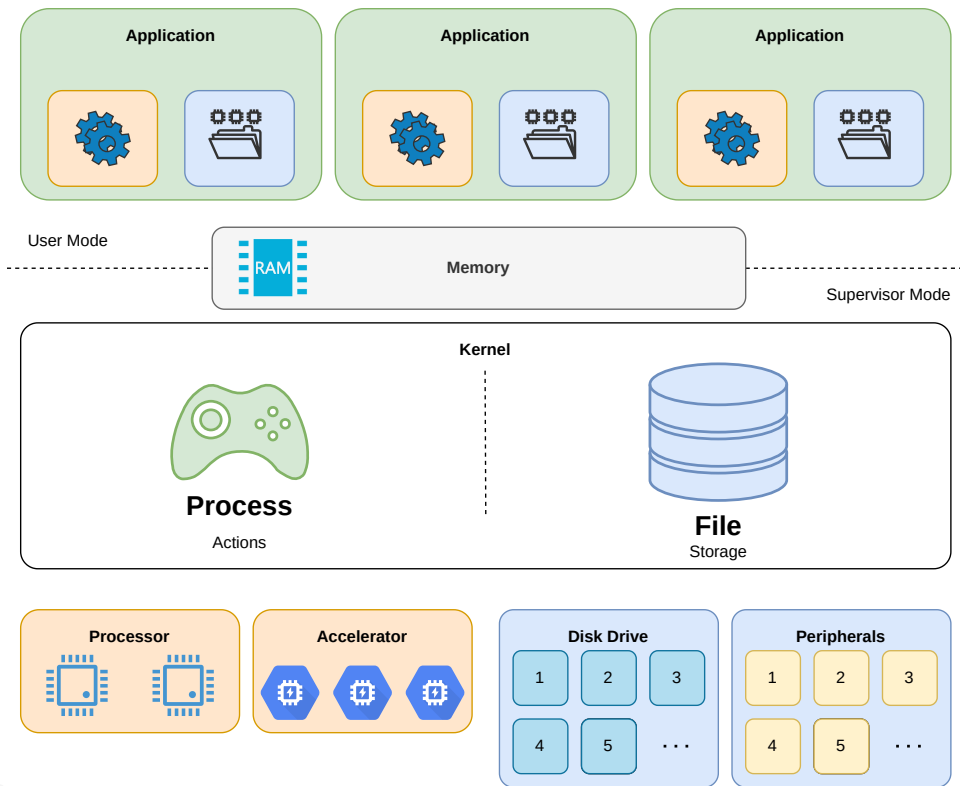 Application
Application
Application
User Mode
RAM
Memory
Supervisor Mode
Kernel
Process
Actions
File
Storage
Processor
Accelerator
Disk Drive
1 2 3
4 5 ...
Peripherals
1 2 3
4 5 ...